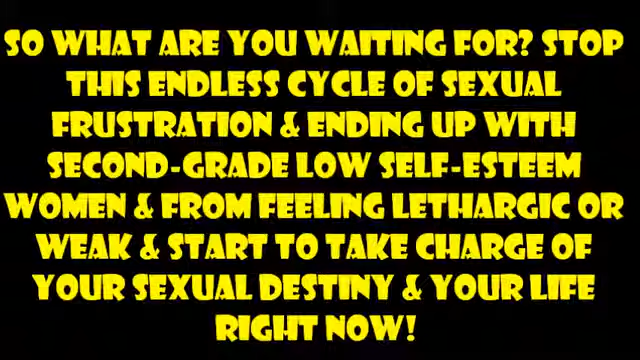 SO WHAT ARE YOU WAITING FOR? STOP
THIS ENDLESS CYCLE OF SEXUAL
FRUSTRATION & ENDING UP WITH
SECOND-GRADE LOW SELF-ESTEEM
WOMEN & FROM FEELING LETHARGIC OR
WEAK & START TO TAKE CHARGE OF
YOUR SEXUAL DESTINY & YOUR LIFE
RIGHT NOW!